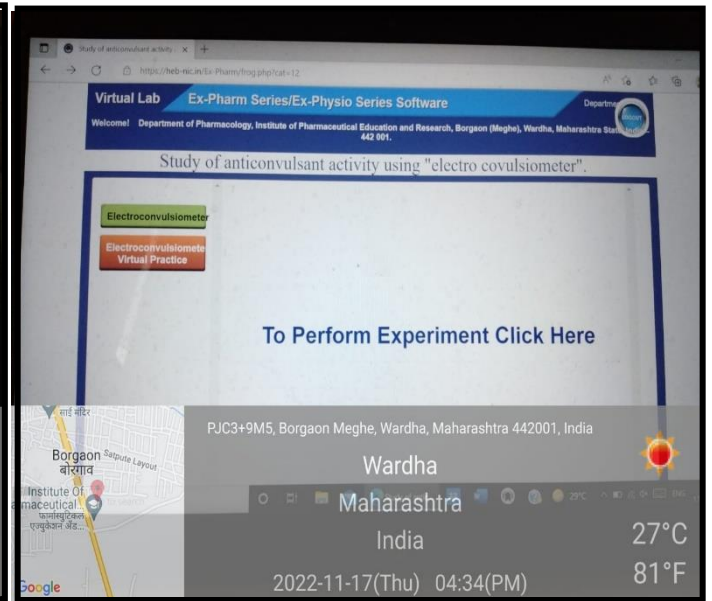 Study of anticonvulsant activity
https://heb-nic.in/Ex-Pharm/frog.php?cat=12
Virtual Lab Ex-Pharm Series/Ex-Physio Series Software
Welcome! Department of Pharmacology, Institute of Pharmaceutical Education and Research, Borgaon (Meghe), Wardha, Maharashtra
442 001.
Study of anticonvulsant activity using "electro covulsiometer".
Electroconvulsiometer
Electroconvulsiomete
Virtual Practice
To Perform Experiment Click Here
साई मंदिर
Borgaon
बोरगाव
Satpute Layout
Institute Of
maceutical
Google
PJC3+9M5, Borgaon Meghe, Wardha, Maharashtra 442001, India
Wardha
Maharashtra
India
2022-11-17(Thu) 04:34(PM)
29°C
ENG
27°C
81°F